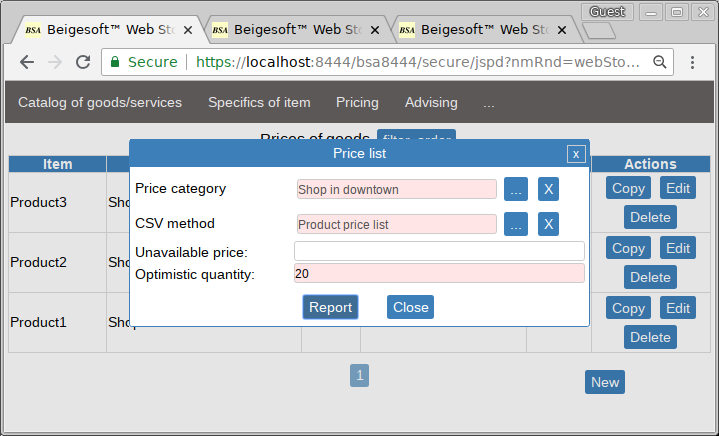 Guest
BSA Beigesoft™ Web Sto
BSA Beigesoft™ Web Sto
BSA Beigesoft™ Web Sto
Secure https://localhost:8444/bsa8444/secure/jspd?nmRnd=webSto...
Catalog of goods/services Specifics of item Pricing Advising ...
Prices of goods
Price list x
Item Actions
Price category Shop in downtown ... X
Copy Edit
Product3 Sho
Delete
CSV method Product price list ... X
Unavailable price:
Copy Edit
Product2 Sho
Optimistic quantity: 20
Delete
Report Close
Copy Edit
Product1 Shop
Delete
1
New